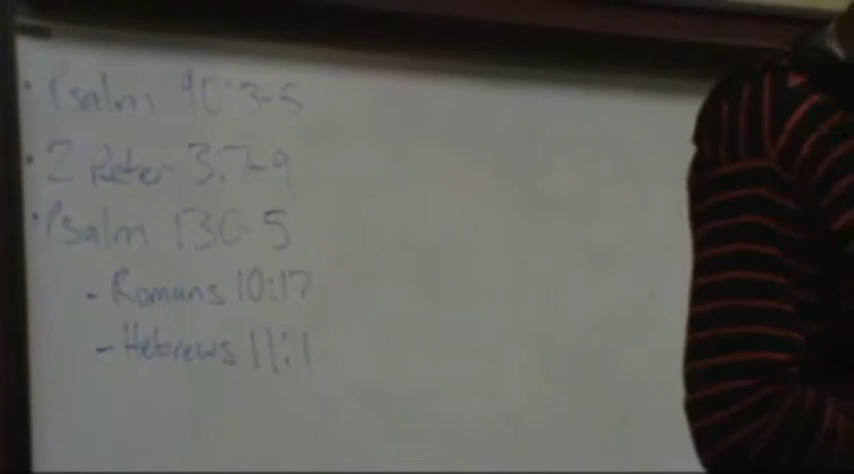 • Psalm 90:3-5
• 2 Peter 3:7-9
• Psalm 130:5
- Romans 10:17
- Hebrews 11:1